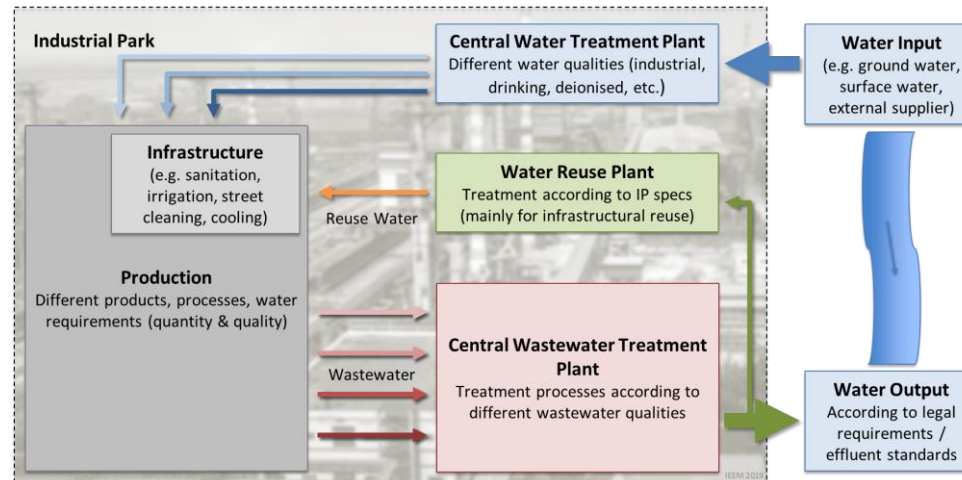 Industrial Park
Central Water Treatment Plant
Different water qualities (industrial,
drinking, deionised, etc.)
Water Input
(e.g. ground water,
surface water,
external supplier)
Infrastructure
(e.g. sanitation,
irrigation, street
cleaning, cooling)
Reuse Water
Water Reuse Plant
Treatment according to IP specs
(mainly for infrastructural reuse)
Production
Different products, processes, water
requirements (quantity & quality)
Wastewater
Central Wastewater Treatment
Plant
Treatment processes according to
different wastewater qualities
Water Output
According to legal
requirements /
effluent standards
IEEM 2019